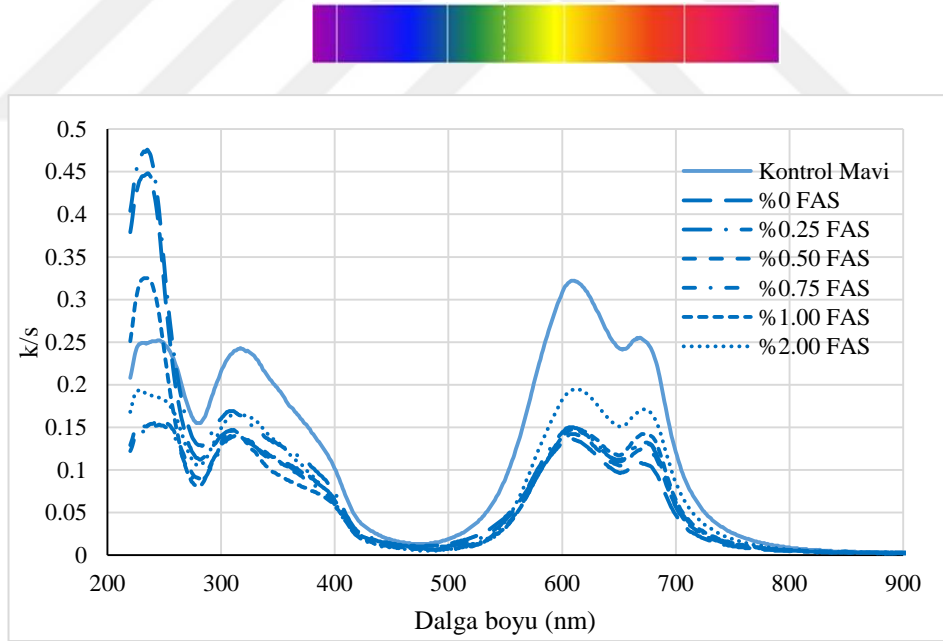 0.5
0.45
0.4
0.35
0.3
0.25
0.2
0.15
0.1
0.05
0
k/s
200 300 400 500 600 700 800 900
Dalga boyu (nm)
Kontrol Mavi
%0 FAS
%0.25 FAS
%0.50 FAS
%0.75 FAS
%1.00 FAS
%2.00 FAS